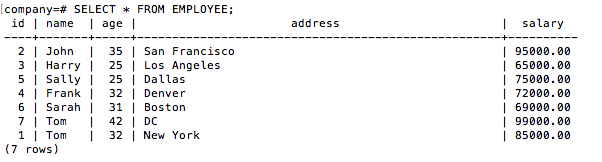 company=# SELECT * FROM EMPLOYEE;
 id | name  | age |                      address                       |  salary
----+-------+-----+----------------------------------------------------+----------
  2 | John  |  35 | San Francisco                                      | 95000.00
  3 | Harry |  25 | Los Angeles                                        | 65000.00
  5 | Sally |  25 | Dallas                                             | 75000.00
  4 | Frank |  32 | Denver                                             | 72000.00
  6 | Sarah |  31 | Boston                                             | 69000.00
  7 | Tom   |  42 | DC                                                 | 99000.00
  1 | Tom   |  32 | New York                                           | 85000.00
(7 rows)